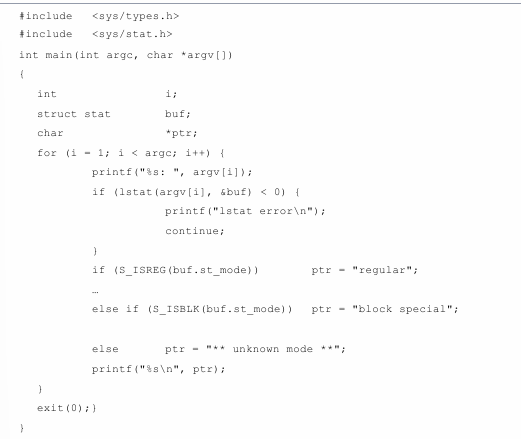 #include   <sys/types.h>
#include   <sys/stat.h>
int main(int argc, char *argv[])
{
int          i;
struct stat      buf;
char         *ptr;
for (i = 1; i < argc; i++) {
printf("%s: ", argv[i]);
if (lstat(argv[i], &buf) < 0) {
printf("lstat error\n");
continue;
}
if (S_ISREG(buf.st_mode))      ptr = "regular";
…
else if (S_ISBLK(buf.st_mode))  ptr = "block special";
else     ptr = "** unknown mode **";
printf("%s\n", ptr);
}
exit(0);}
}